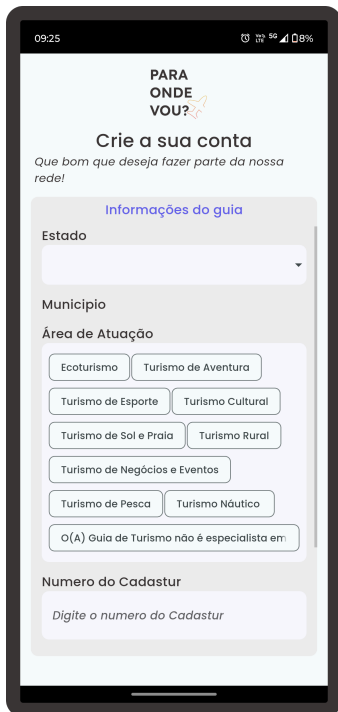 09:25
Vo)) LTE 5G 8%
PARA
ONDE
VOU?
Crie a sua conta
Que bom que deseja fazer parte da nossa
rede!
Informações do guia
Estado
Municipio
Área de Atuação
Ecoturismo Turismo de Aventura
Turismo de Esporte Turismo Cultural
Turismo de Sol e Praia Turismo Rural
Turismo de Negócios e Eventos
Turismo de Pesca Turismo Náutico
O(A) Guia de Turismo não é especialista em
Numero do Cadastur
Digite o numero do Cadastur